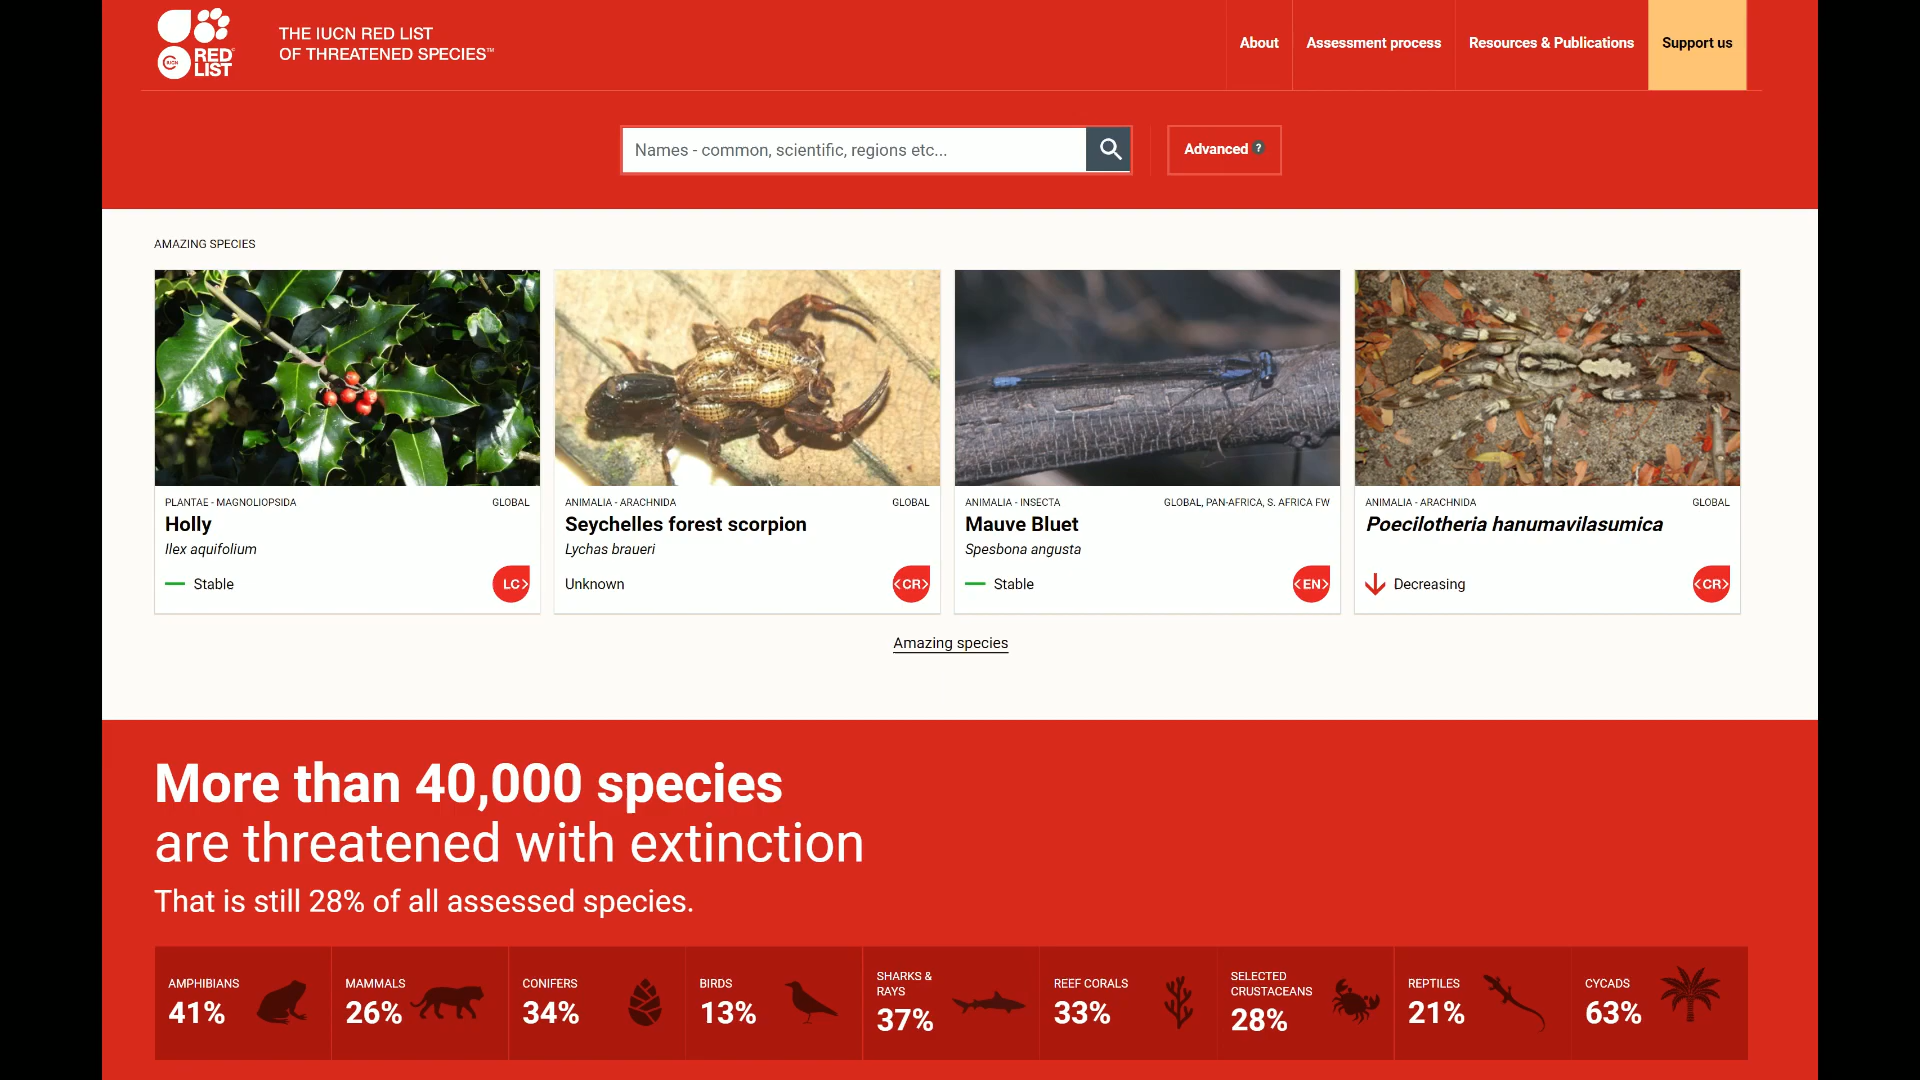 RED
LIST
IUCN
THE IUCN RED LIST
OF THREATENED SPECIES™
About
Assessment process
Resources & Publications
Support us
Names - common, scientific, regions etc...
Advanced ?
AMAZING SPECIES
PLANTAE - MAGNOLIOPSIDA GLOBAL
Holly
Ilex aquifolium
Stable LC>
ANIMALIA - ARACHNIDA GLOBAL
Seychelles forest scorpion
Lychas braueri
Unknown <CR>
ANIMALIA - INSECTA GLOBAL, PAN-AFRICA, S. AFRICA FW
Mauve Bluet
Spesbona angusta
Stable <EN>
ANIMALIA - ARACHNIDA GLOBAL
Poecilotheria hanumavilasumica
Decreasing <CR>
Amazing species
More than 40,000 species
are threatened with extinction
That is still 28% of all assessed species.
AMPHIBIANS
41%
MAMMALS
26%
CONIFERS
34%
BIRDS
13%
SHARKS &
RAYS
37%
REEF CORALS
33%
SELECTED
CRUSTACEANS
28%
REPTILES
21%
CYCADS
63%